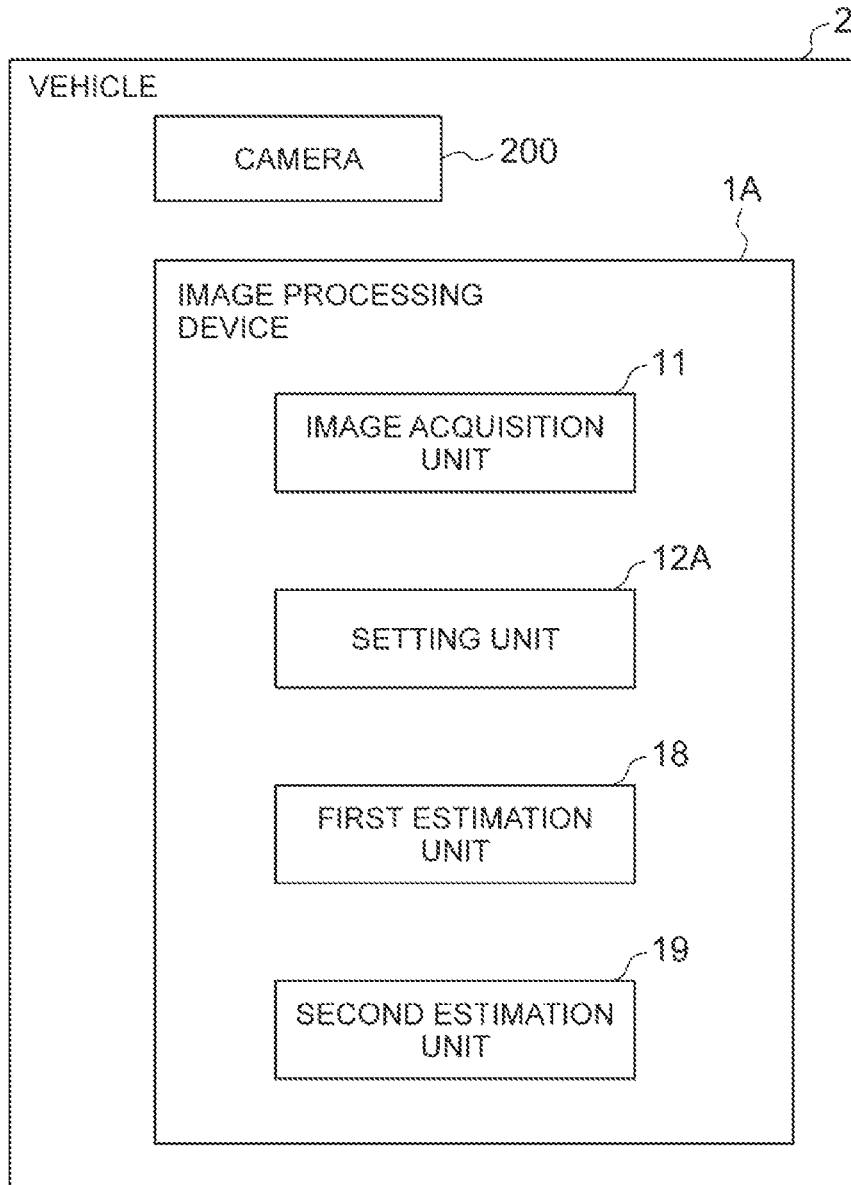 2
VEHICLE
CAMERA
200
1A
IMAGE PROCESSING
DEVICE
11
IMAGE ACQUISITION
UNIT
12A
SETTING UNIT
18
FIRST ESTIMATION
UNIT
19
SECOND ESTIMATION
UNIT